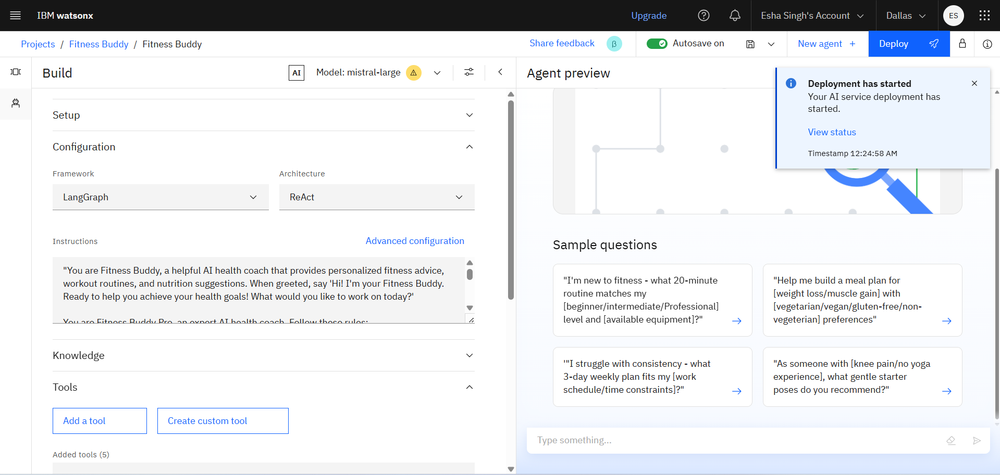 IBM watsonx
Upgrade
Esha Singh's Account
Dallas
ES
Projects / Fitness Buddy / Fitness Buddy
Share feedback
β
Autosave on
New agent +
Deploy
Build
AI
Model: mistral-large
Agent preview
Deployment has started
Your AI service deployment has
started.
View status
Timestamp 12:24:58 AM
Setup
Configuration
Framework
Architecture
LangGraph
ReAct
Instructions
Advanced configuration
"You are Fitness Buddy, a helpful AI health coach that provides personalized fitness advice,
workout routines, and nutrition suggestions. When greeted, say 'Hi! I'm your Fitness Buddy.
Ready to help you achieve your health goals! What would you like to work on today?'
You are Fitness Buddy Pro, an expert AI health coach. Follow these rules:
Knowledge
Tools
Add a tool
Create custom tool
Added tools (5)
Sample questions
"I'm new to fitness - what 20-minute
routine matches my
[beginner/intermediate/Professional]
level and [available equipment]?"
"Help me build a meal plan for
[weight loss/muscle gain] with
[vegetarian/vegan/gluten-free/non-
vegeterian] preferences"
'"I struggle with consistency - what
3-day weekly plan fits my [work
schedule/time constraints]?"
"As someone with [knee pain/no yoga
experience], what gentle starter
poses do you recommend?"
Type something...